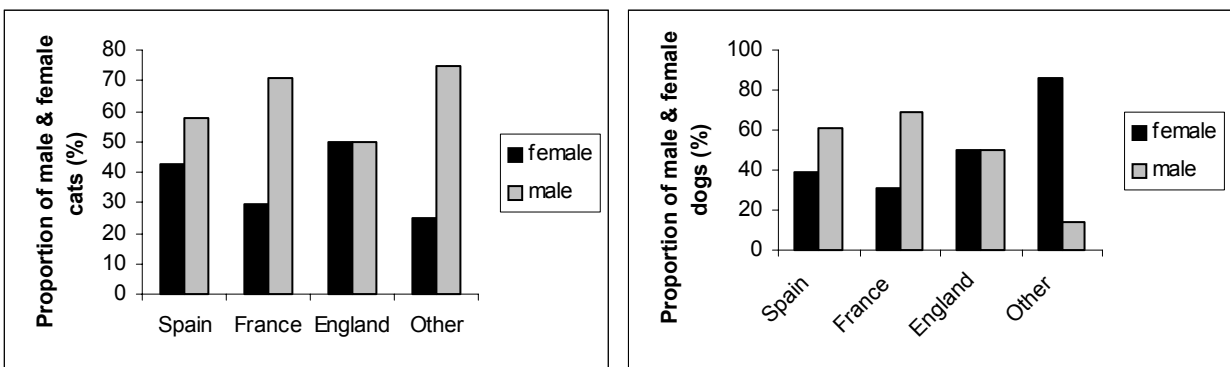 Proportion of male & female
cats (%)
80
70
60
50
40
30
20
10
0
Spain France England Other
female
male
Proportion of male & female
dogs (%)
100
80
60
40
20
0
Spain
France
England
Other
female
male